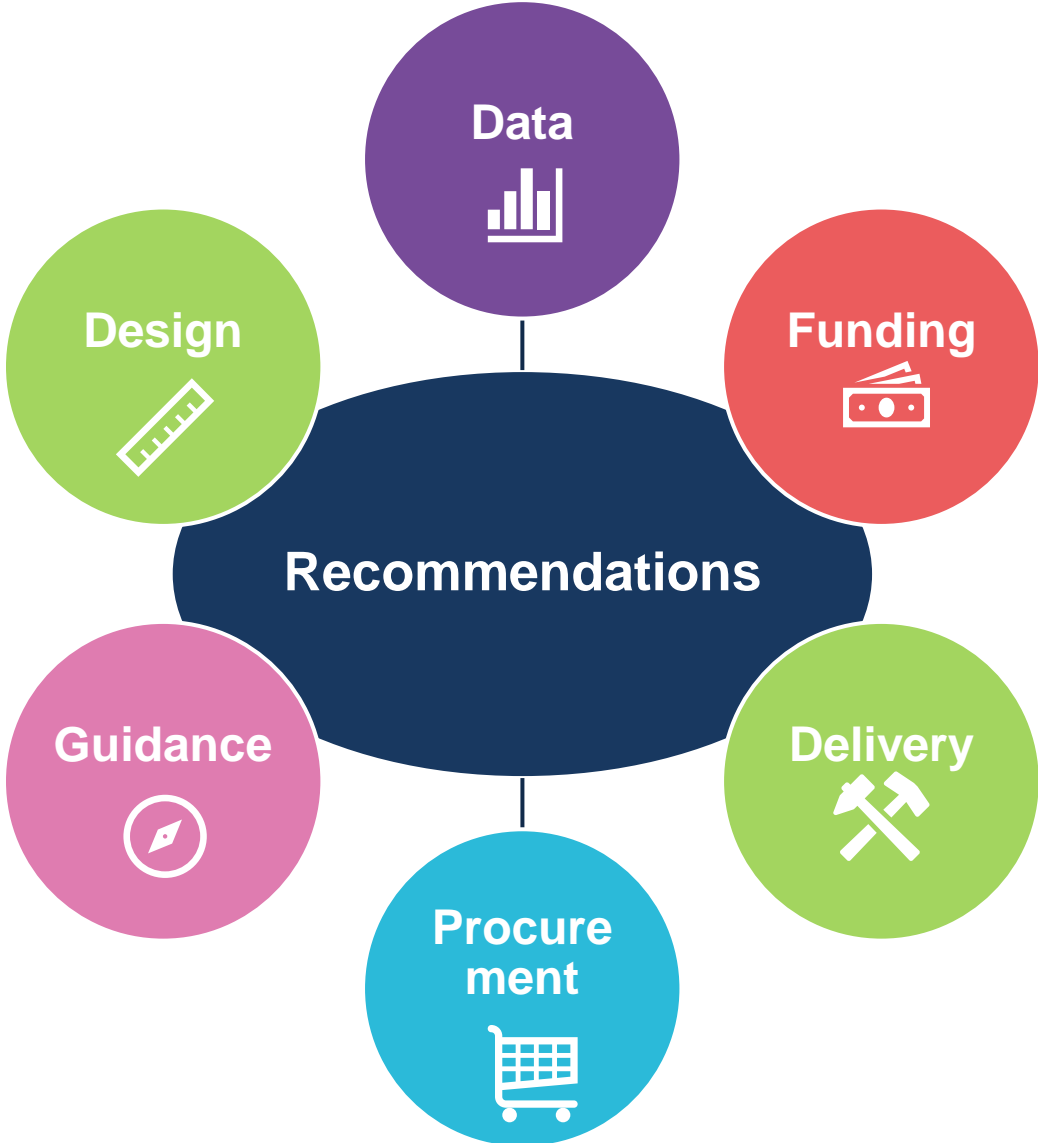 Data
Design
Funding
Recommendations
Guidance
Delivery
Procure
ment